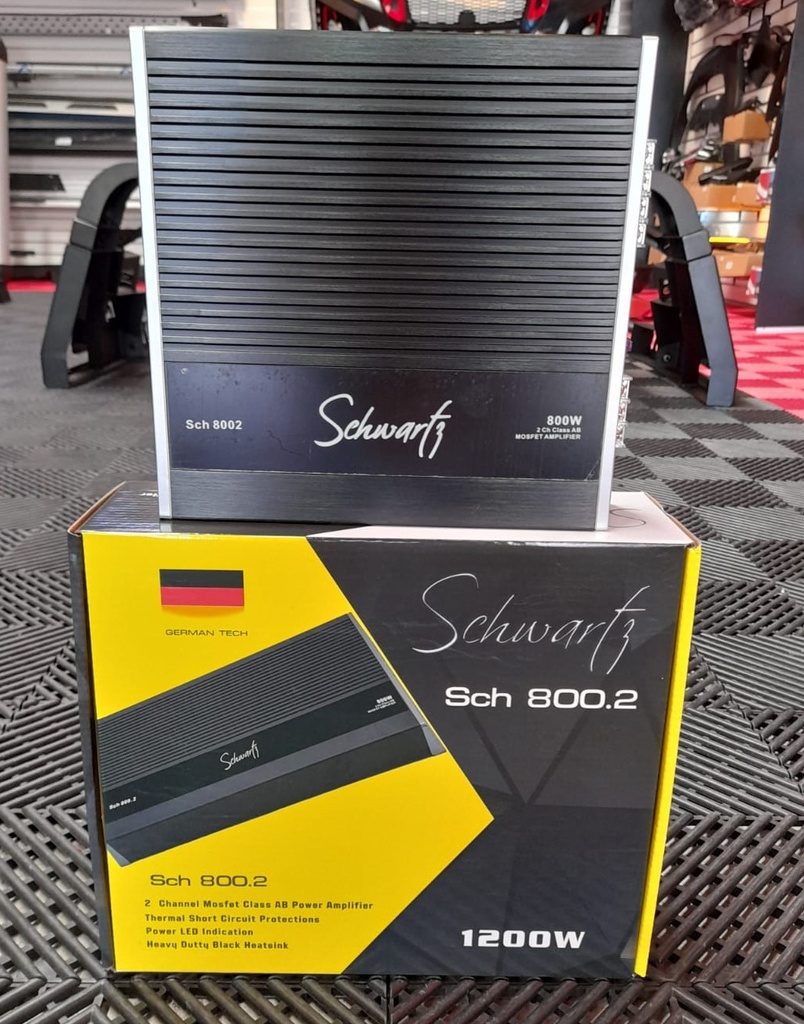 Sch 8002
Schwartz
800W
2 Ch Class AB
MOSFET AMPLIFIER
GERMAN TECH
Schwartz
Sch 800.2
800W
Schwartz
Sch 800.2
Sch 800.2
2 Channel Mosfet Class AB Power Amplifier
Thermal Short Circuit Protections
Power LED Indication
Heavy Dutty Black Heatsink
1200W